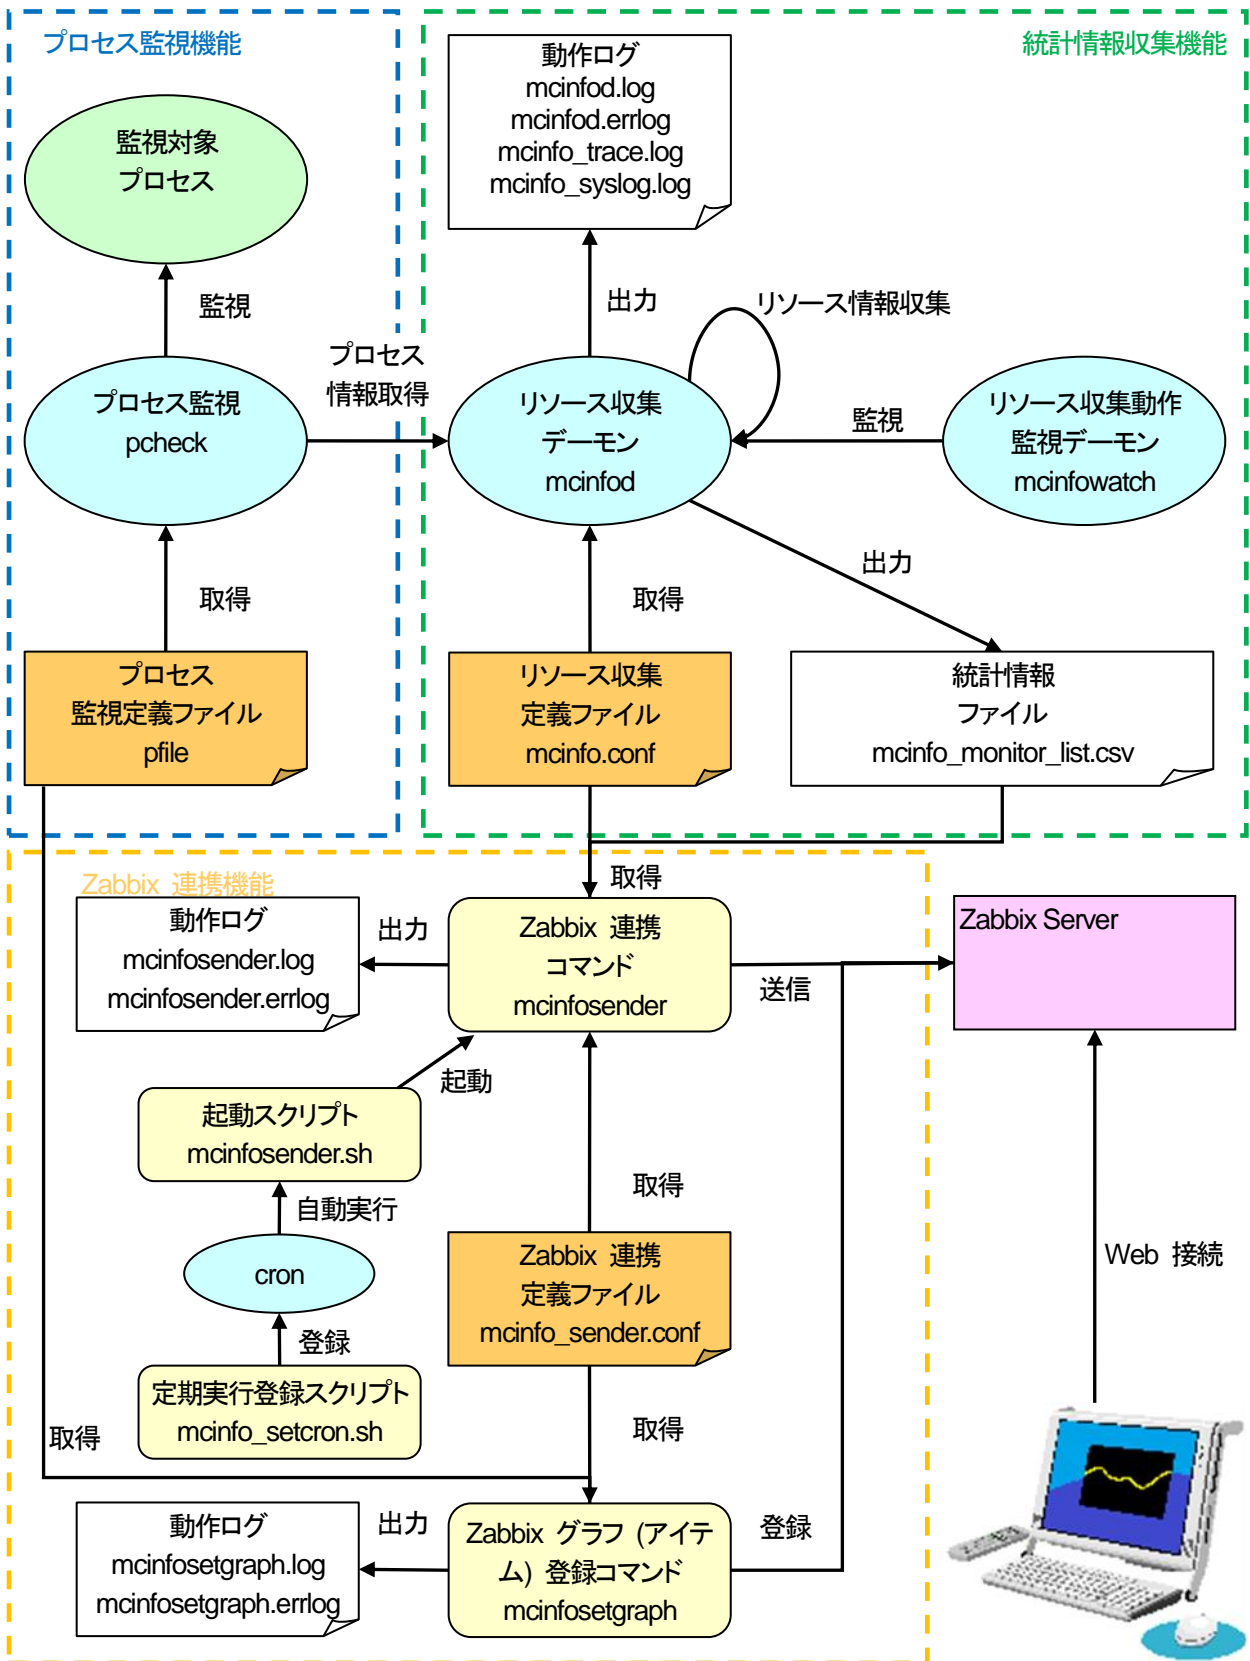 プロセス監視機能
統計情報収集機能
動作ログ
mcinfod.log
mcinfod.errlog
mcinfo_trace.log
mcinfo_syslog.log
監視対象
プロセス
監視
出力
リソース情報収集
プロセス
情報取得
プロセス監視
pcheck
リソース収集
デーモン
mcinfod
監視
リソース収集動作
監視デーモン
mcinfowatch
取得
取得
出力
プロセス
監視定義ファイル
pfile
リソース収集
定義ファイル
mcinfo.conf
統計情報
ファイル
mcinfo_monitor_list.csv
Zabbix 連携機能
取得
動作ログ
mcinfosender.log
mcinfosender.errlog
出力
Zabbix 連携
コマンド
mcinfosender
送信
Zabbix Server
起動
起動スクリプト
mcinfosender.sh
自動実行
取得
cron
Zabbix 連携
定義ファイル
mcinfo_sender.conf
Web 接続
登録
定期実行登録スクリプト
mcinfo_setcron.sh
取得
取得
動作ログ
mcinfosetgraph.log
mcinfosetgraph.errlog
出力
Zabbix グラフ (アイテ
ム) 登録コマンド
mcinfosetgraph
登録